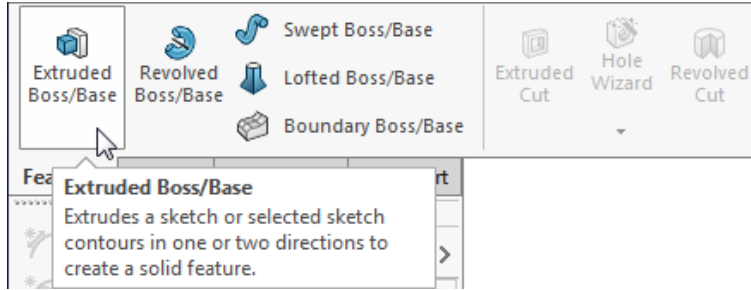 Extruded Boss/Base
Revolved Boss/Base
Swept Boss/Base
Lofted Boss/Base
Boundary Boss/Base
Extruded Cut
Hole Wizard
Revolved Cut
Fea
rt
Extruded Boss/Base
Extrudes a sketch or selected sketch
contours in one or two directions to
create a solid feature.